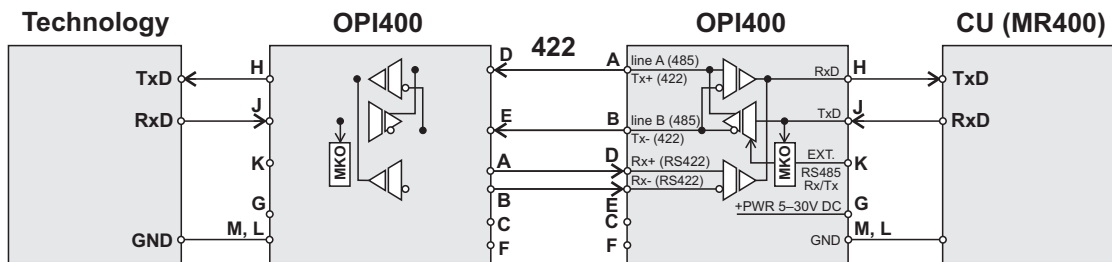 Technology
OPI400
OPI400
CU (MR400)
422
TxD
H
D
A
line A (485)
Tx+ (422)
RxD
H
TxD
RxD
J
E
B
line B (485)
Tx- (422)
TxD
J
RxD
MKO
MKO
K
A
D
Rx+ (RS422)
EXT.
RS485
Rx/Tx
K
Rx- (RS422)
B
E
G
C
C
+PWR 5–30V DC
G
GND
M, L
F
F
GND
M, L